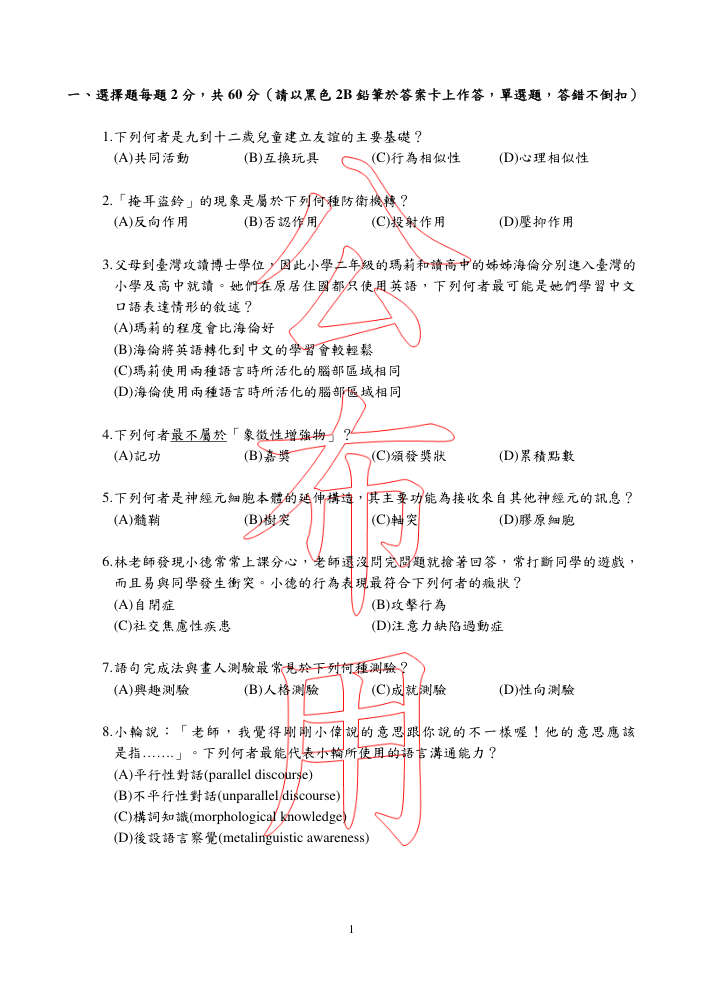 一、選擇題每題 2 分，共 60 分（請以黑色 2B 鉛筆於答案卡上作答，單選題，答錯不倒扣）
1.下列何者是九到十二歲兒童建立友誼的主要基礎？
(A)共同活動 (B)互換玩具 (C)行為相似性 (D)心理相似性
2.「掩耳盜鈴」的現象是屬於下列何種防衛機轉？
(A)反向作用 (B)否認作用 (C)投射作用 (D)壓抑作用
3.父母到臺灣攻讀博士學位，因此小學二年級的瑪莉和讀高中的姊姊海倫分別進入臺灣的
小學及高中就讀。她們在原居住國都只使用英語，下列何者最可能是她們學習中文
口語表達情形的敘述？
(A)瑪莉的程度會比海倫好
(B)海倫將英語轉化到中文的學習會較輕鬆
(C)瑪莉使用兩種語言時所活化的腦部區域相同
(D)海倫使用兩種語言時所活化的腦部區域相同
4.下列何者最不屬於「象徵性增強物」？
(A)記功 (B)嘉獎 (C)頒發獎狀 (D)累積點數
5.下列何者是神經元細胞本體的延伸構造，其主要功能為接收來自其他神經元的訊息？
(A)髓鞘 (B)樹突 (C)軸突 (D)膠原細胞
6.林老師發現小德常常上課分心，老師還沒問完問題就搶著回答，常打斷同學的遊戲，
而且易與同學發生衝突。小德的行為表現最符合下列何者的癥狀？
(A)自閉症 (B)攻擊行為
(C)社交焦慮性疾患 (D)注意力缺陷過動症
7.語句完成法與畫人測驗最常見於下列何種測驗？
(A)興趣測驗 (B)人格測驗 (C)成就測驗 (D)性向測驗
8.小輪說：「老師，我覺得剛剛小偉說的意思跟你說的不一樣喔！他的意思應該
是指…….」。下列何者最能代表小輪所使用的語言溝通能力？
(A)平行性對話(parallel discourse)
(B)不平行性對話(unparallel discourse)
(C)構詞知識(morphological knowledge)
(D)後設語言察覺(metalinguistic awareness)
公布用
1